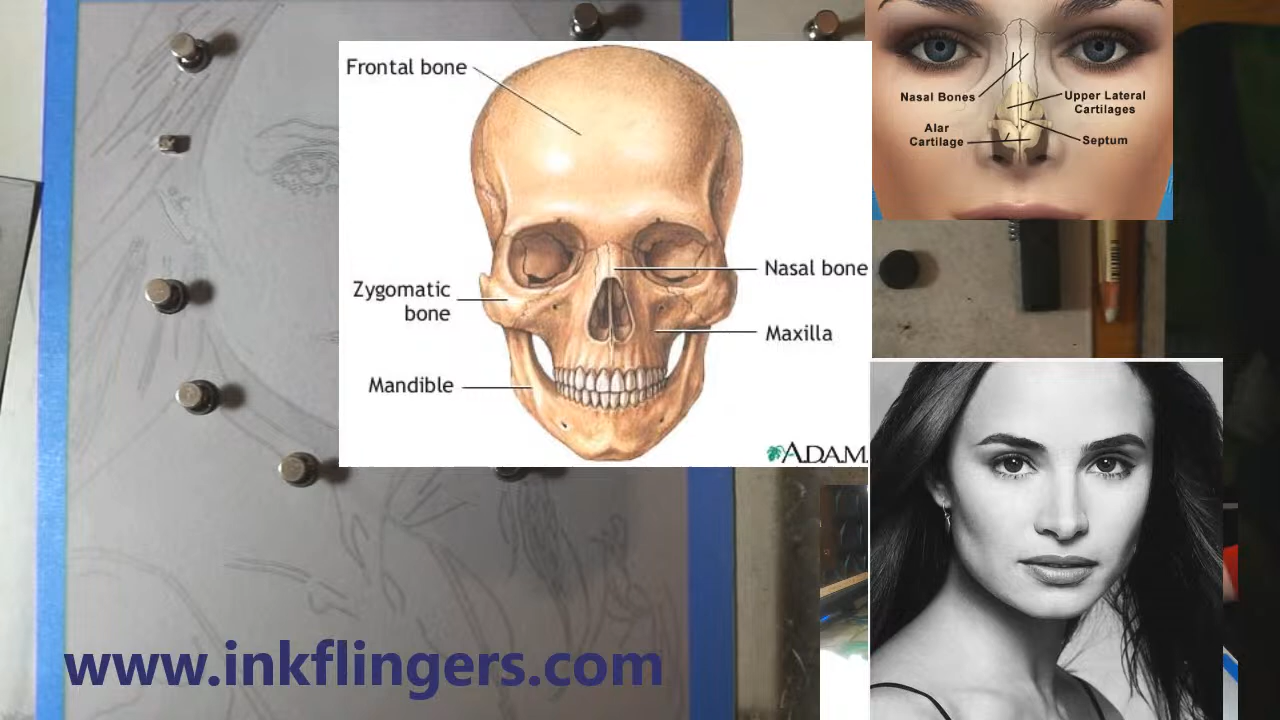 Frontal bone
Nasal bone
Zygomatic
bone
Maxilla
Mandible
A.D.A.M.
Nasal Bones
Upper Lateral
Cartilages
Alar
Cartilage
Septum
www.inkflingers.com